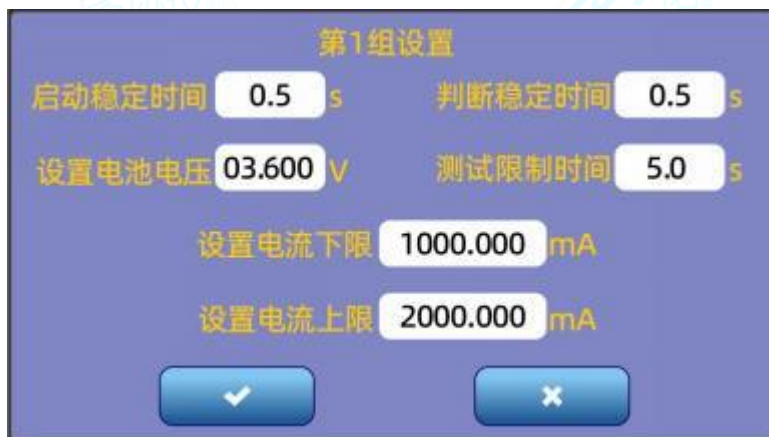 第1组设置
启动稳定时间 0.5 s 判断稳定时间 0.5 s
设置电池电压 03.600 V 测试限制时间 5.0 s
设置电流下限 1000.000 mA
设置电流上限 2000.000 mA